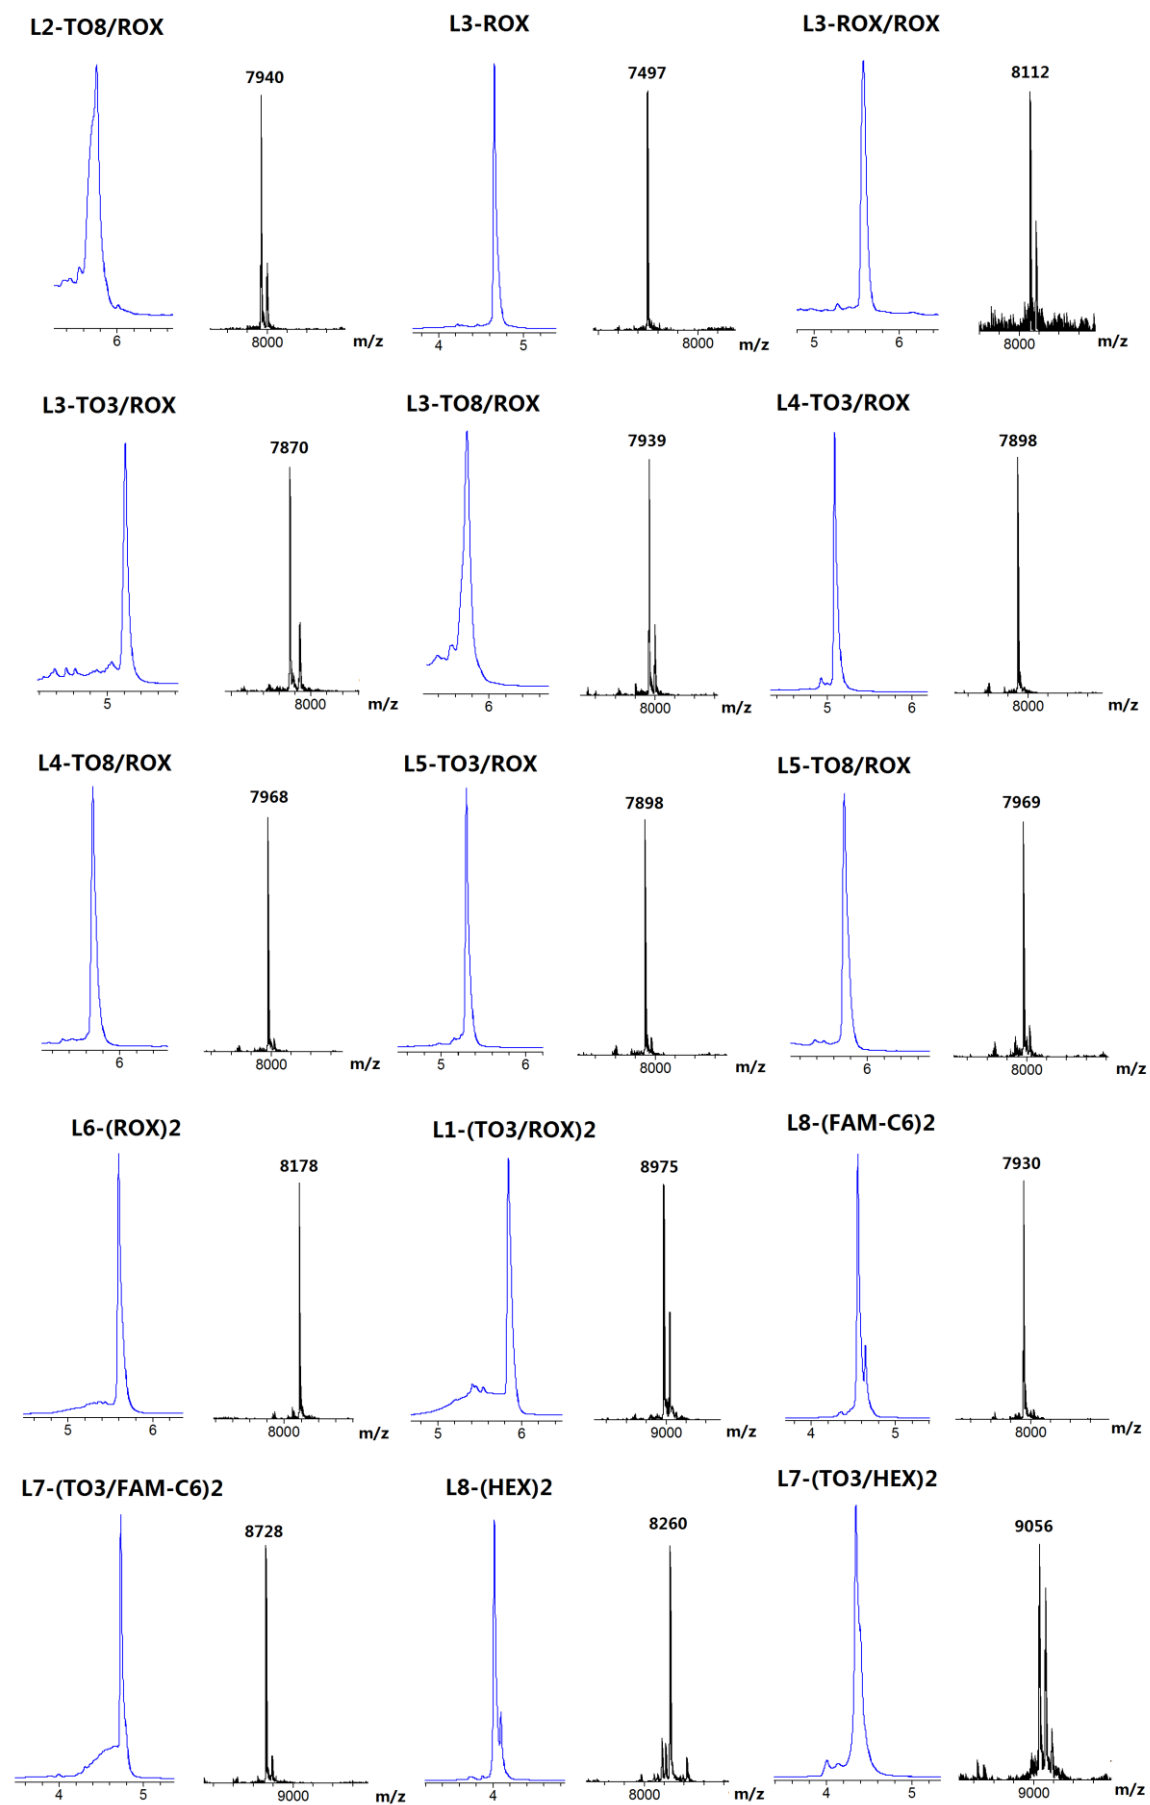 L2-TO8/ROX L3-ROX L3-ROX/ROX
7940 7497 8112
6 8000 m/z 4 5 8000 m/z 5 6 8000 m/z
L3-TO3/ROX L3-TO8/ROX L4-TO3/ROX
7870 7939 7898
5 8000 m/z 6 8000 m/z 5 6 8000 m/z
L4-TO8/ROX L5-TO3/ROX L5-TO8/ROX
7968 7898 7969
6 8000 m/z 5 6 8000 m/z 6 8000 m/z
L6-(ROX)2 L1-(TO3/ROX)2 L8-(FAM-C6)2
8178 8975 7930
5 6 8000 m/z 5 6 9000 m/z 4 5 8000 m/z
L7-(TO3/FAM-C6)2 L8-(HEX)2 L7-(TO3/HEX)2
8728 8260 9056
4 5 9000 m/z 4 8000 m/z 4 5 9000 m/z